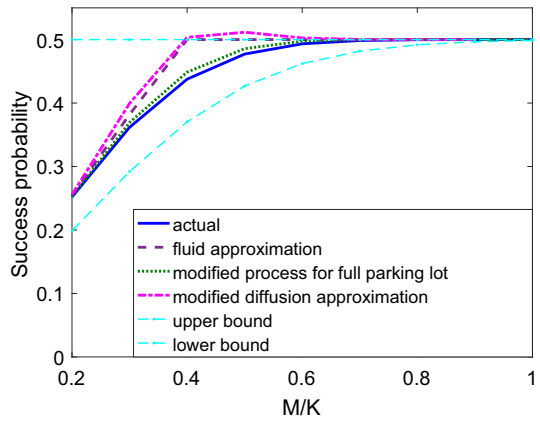 0.5
0.5
0.3
0.2
0.1
0
Success probability
actual
fluid approximation
modified process for full parking lot
modified diffusion approximation
upper bound
lower bound
0.2
0.4
0.6
0.8
1
M/K